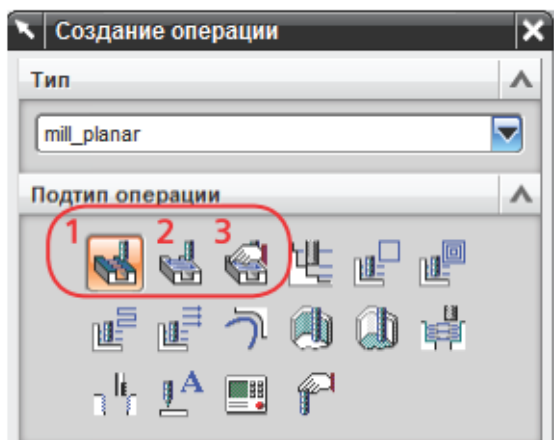 Создание операции
Тип
mill_planar
Подтип операции
1 2 3
A